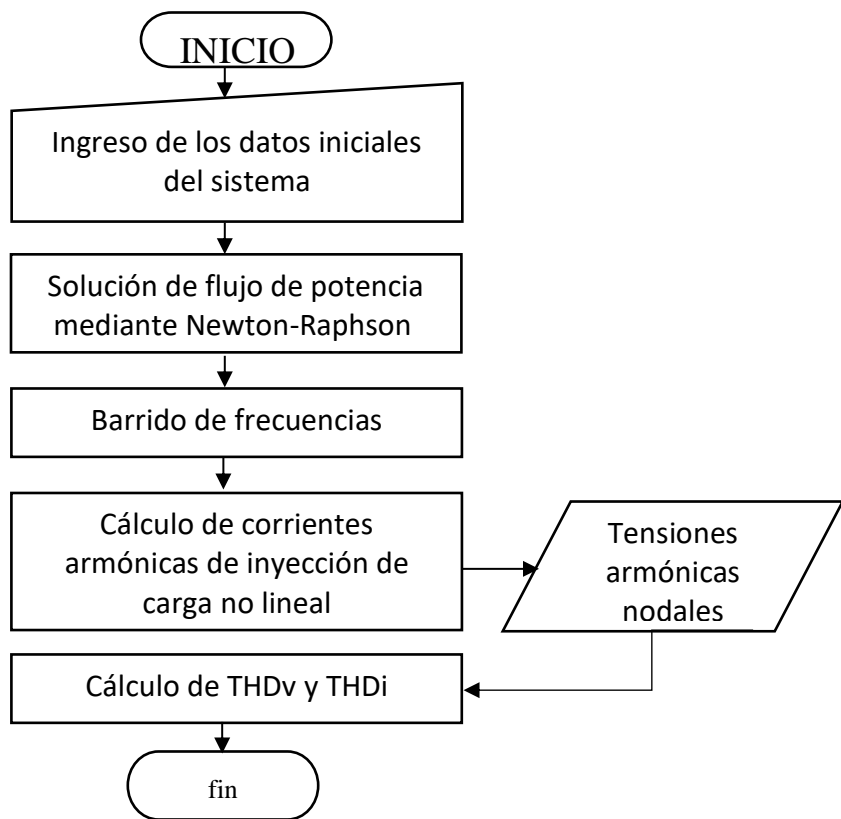 INICIO
Ingreso de los datos iniciales
del sistema
Solución de flujo de potencia
mediante Newton-Raphson
Barrido de frecuencias
Cálculo de corrientes
armónicas de inyección de
carga no lineal
Tensiones
armónicas
nodales
Cálculo de THDv y THDi
fin